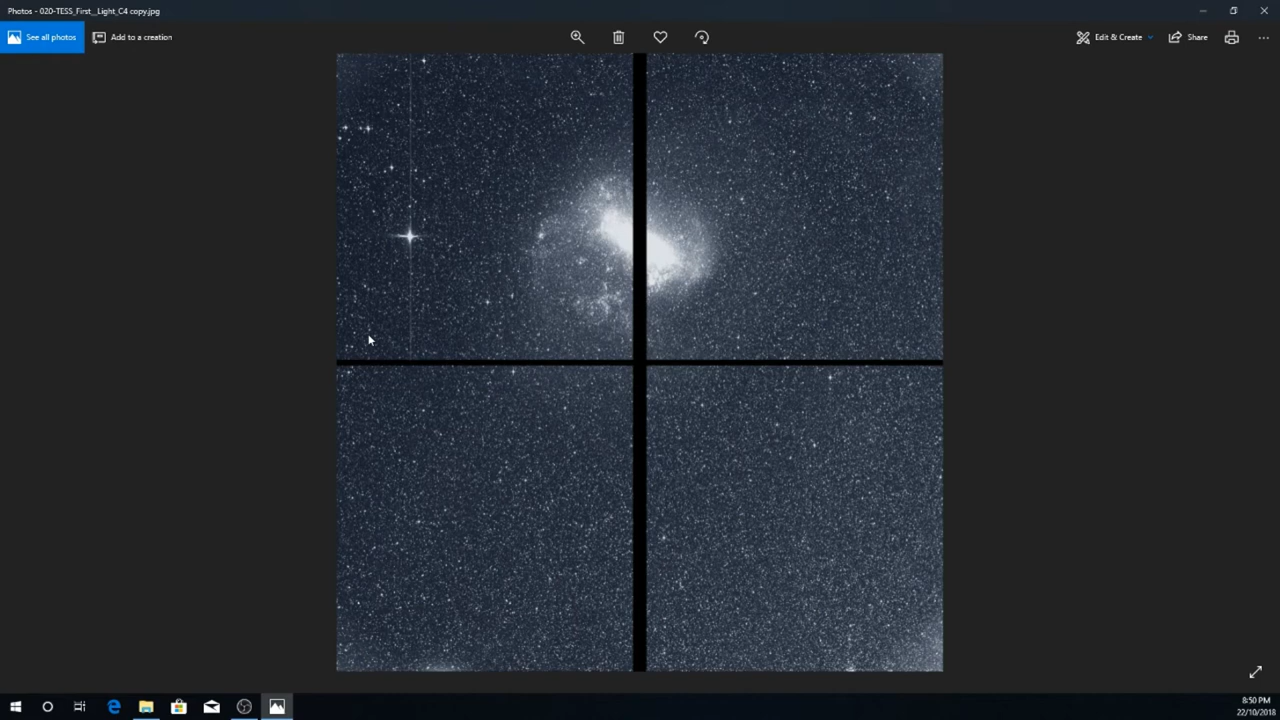 Photos - 020-TESS_First__Light_C4 copy.jpg
See all photos
Add to a creation
Edit & Create
Share
8:50 PM
22/10/2018